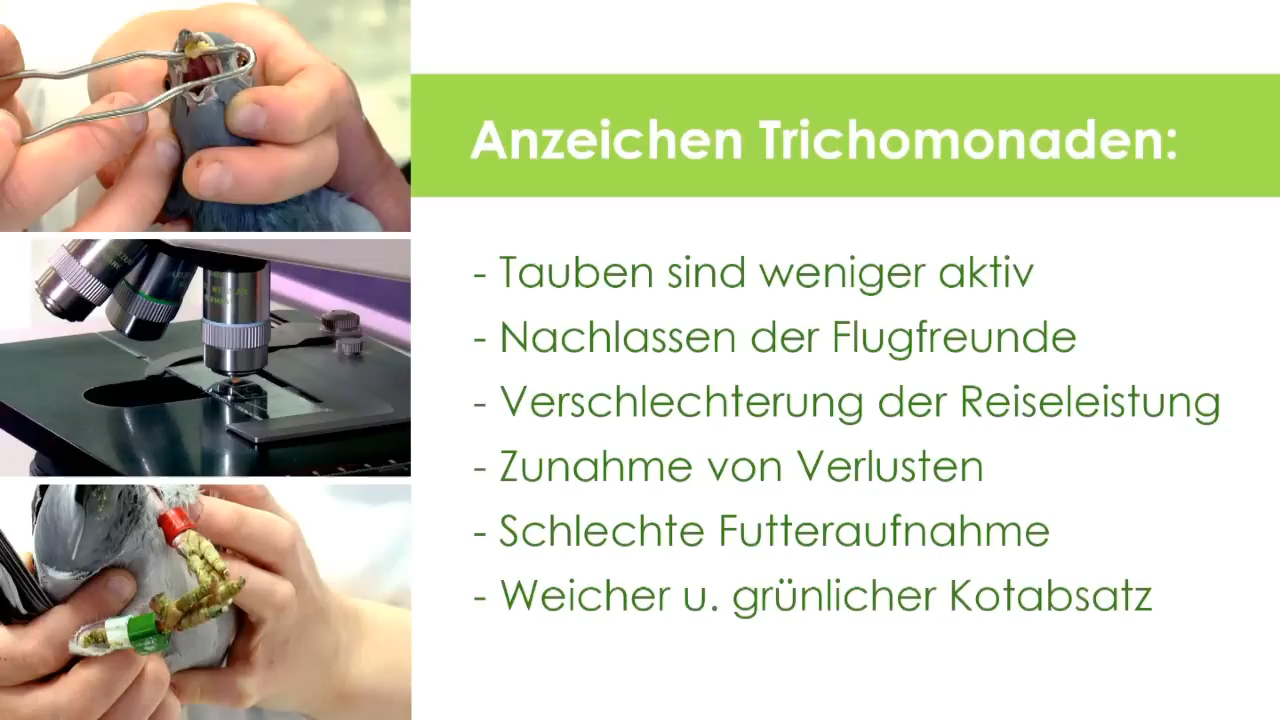 Anzeichen Trichomonaden:
- Tauben sind weniger aktiv
- Nachlassen der Flugfreunde
- Verschlechterung der Reiseleistung
- Zunahme von Verlusten
- Schlechte Futteraufnahme
- Weicher u. grünlicher Kotabsatz